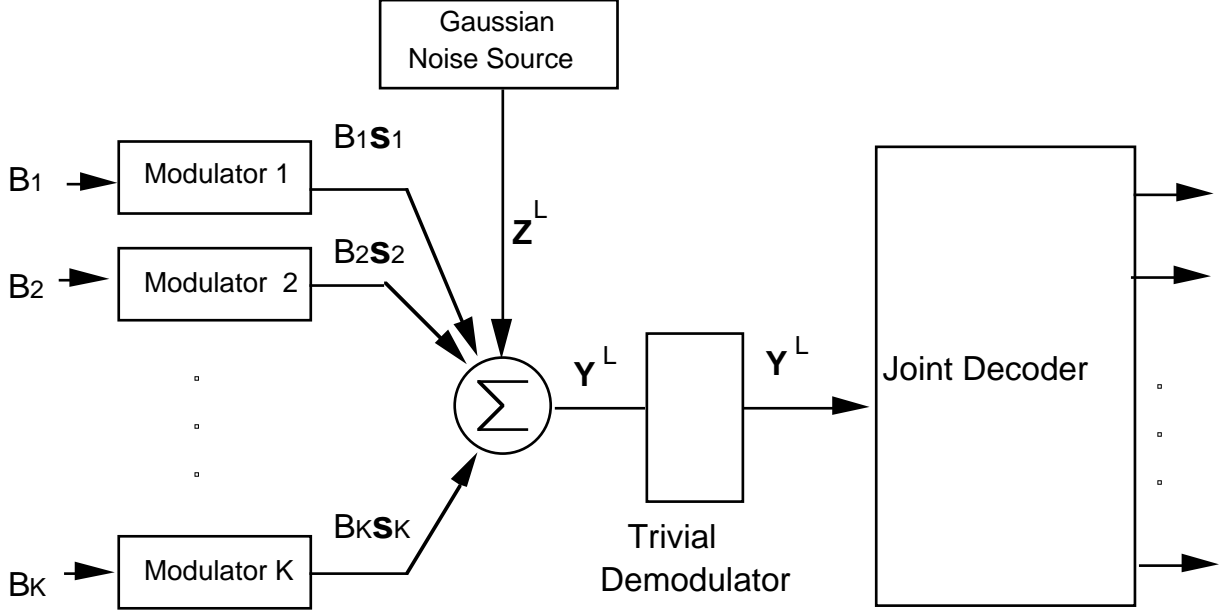 Gaussian
Noise Source
B1s1
B1
Modulator 1
Z^L
B2s2
B2
Modulator 2
Σ
Y^L
Y^L
Joint Decoder
BKsK
BK
Modulator K
Trivial
Demodulator